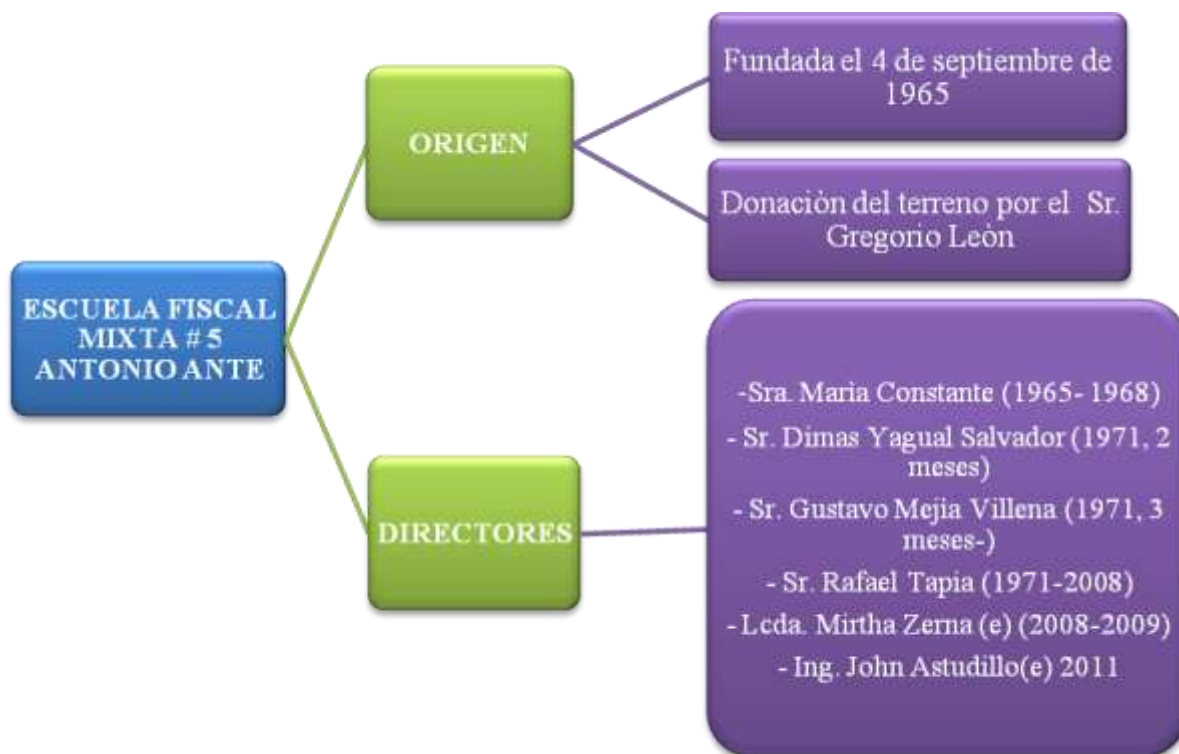 ESCUELA FISCAL
MIXTA # 5
ANTONIO ANTE
ORIGEN
Fundada el 4 de septiembre de
1965
Donaciòn del terreno por el Sr.
Gregorio Leòn
DIRECTORES
-Sra. Maria Constante (1965- 1968)
- Sr. Dimas Yagual Salvador (1971, 2
meses)
- Sr. Gustavo Mejia Villena (1971, 3
meses-)
- Sr. Rafael Tapia (1971-2008)
- Lcda. Mirtha Zerna (e) (2008-2009)
- Ing. John Astudillo(e) 2011